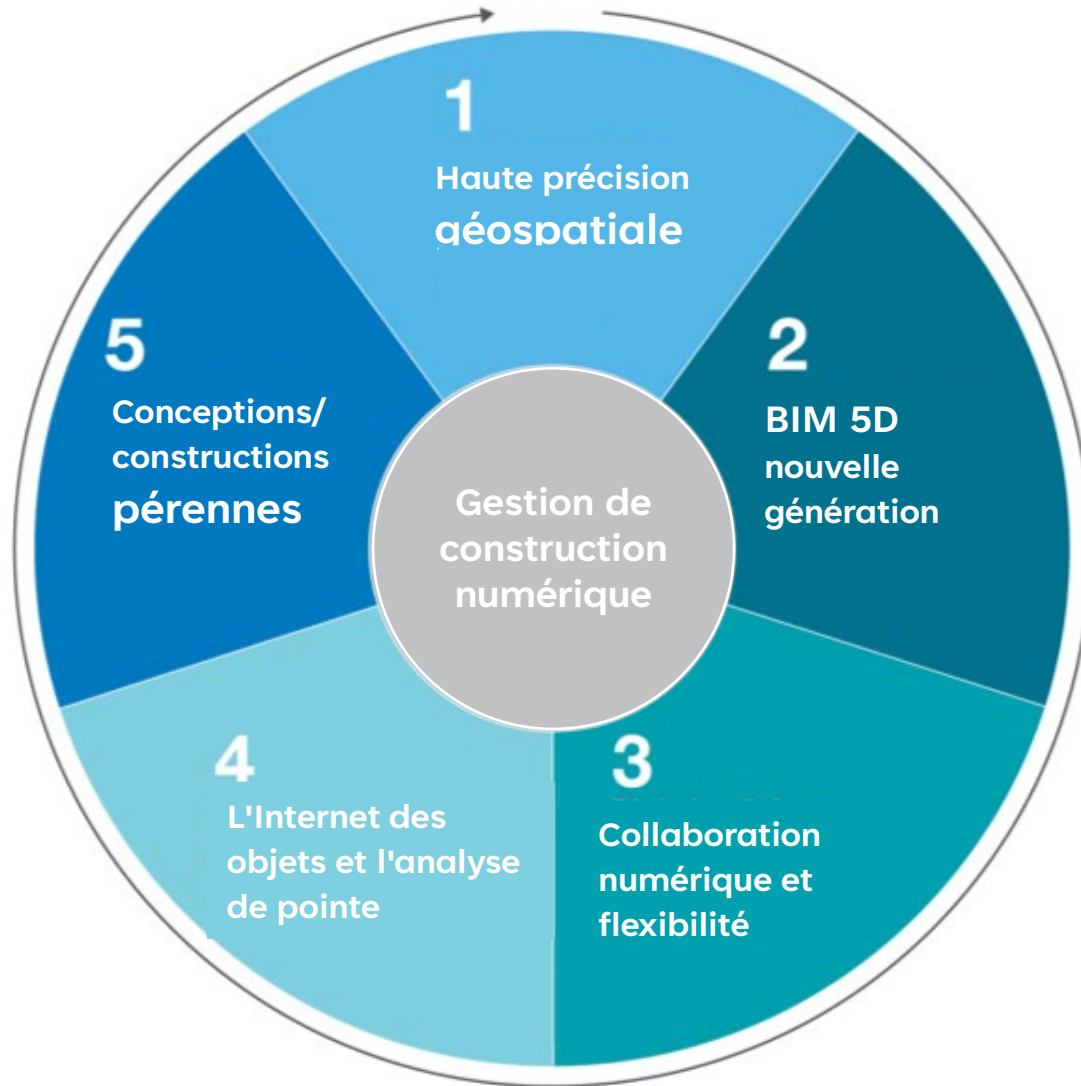 1
Haute précision
géospatiale
2
BIM 5D
nouvelle
génération
3
Collaboration
numérique et
flexibilité
4
L'Internet des
objets et l'analyse
de pointe
5
Conceptions/
constructions
pérennes
Gestion de
construction
numérique